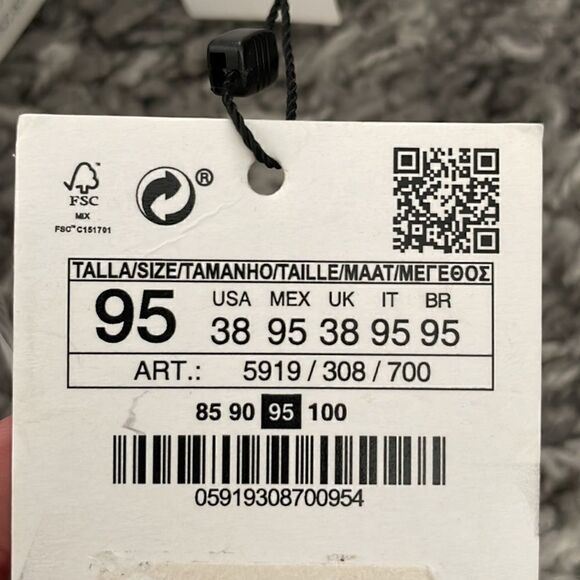 FSC
MIX
FSC™ C151701
®
TALLA/SIZE/TAMANHO/TAILLE/MAAT/ΜΕΓΕΘΟΣ
95
USA MEX UK IT BR
38 95 38 95 95
ART.: 5919 / 308 / 700
85 90 95 100
05919308700954